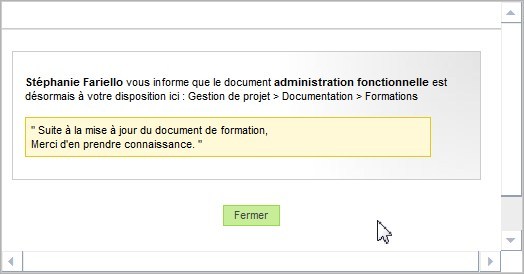 Stéphanie Fariello vous informe que le document administration fonctionnelle est
désormais à votre disposition ici : Gestion de projet > Documentation > Formations
" Suite à la mise à jour du document de formation,
Merci d'en prendre connaissance. "
Fermer